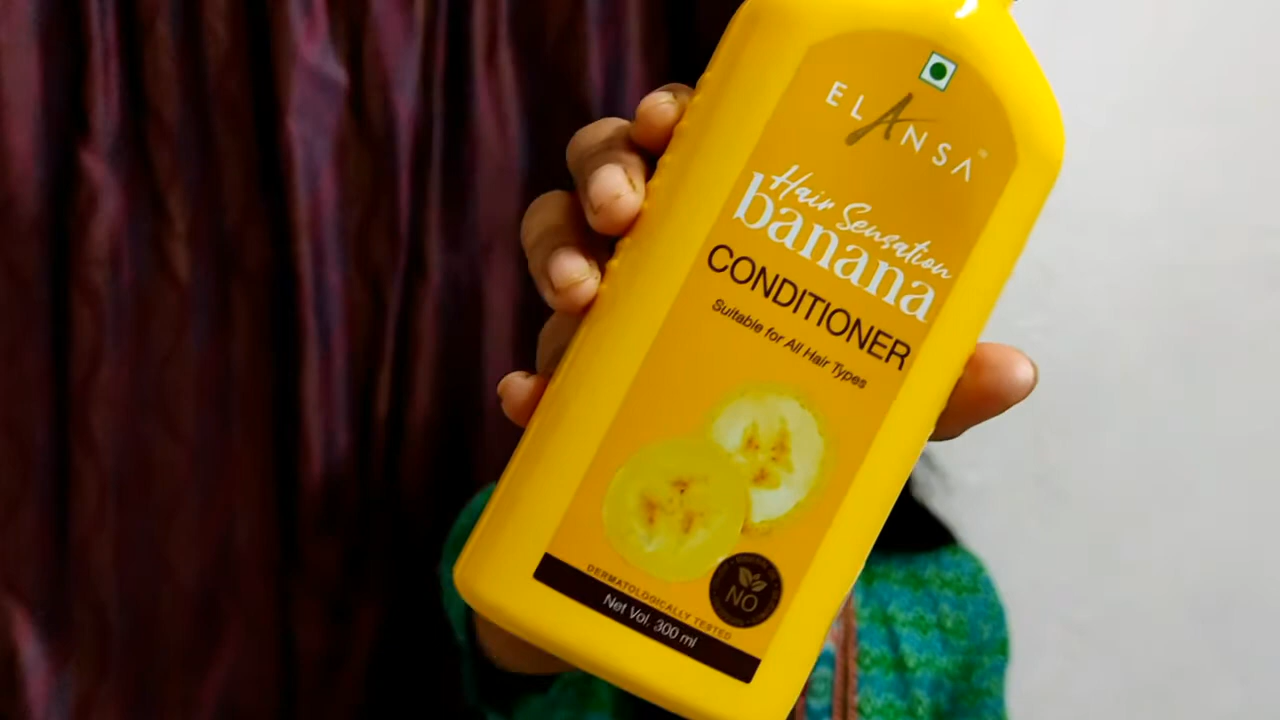 ELANSA
Hair Sensation
banana
CONDITIONER
Suitable for All Hair Types
NO
DERMATOLOGICALLY TESTED
Net Vol. 300 ml